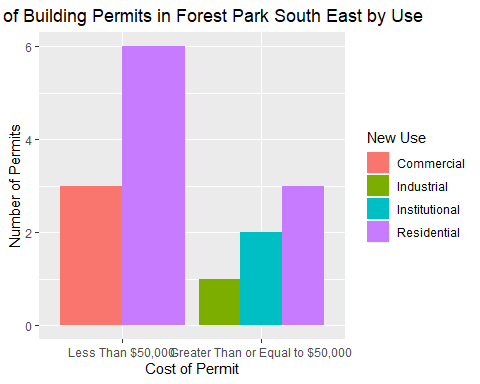 of Building Permits in Forest Park South East by Use
Number of Permits
6
4
2
0
Less Than $50,000
Greater Than or Equal to $50,000
Cost of Permit
New Use
Commercial
Industrial
Institutional
Residential